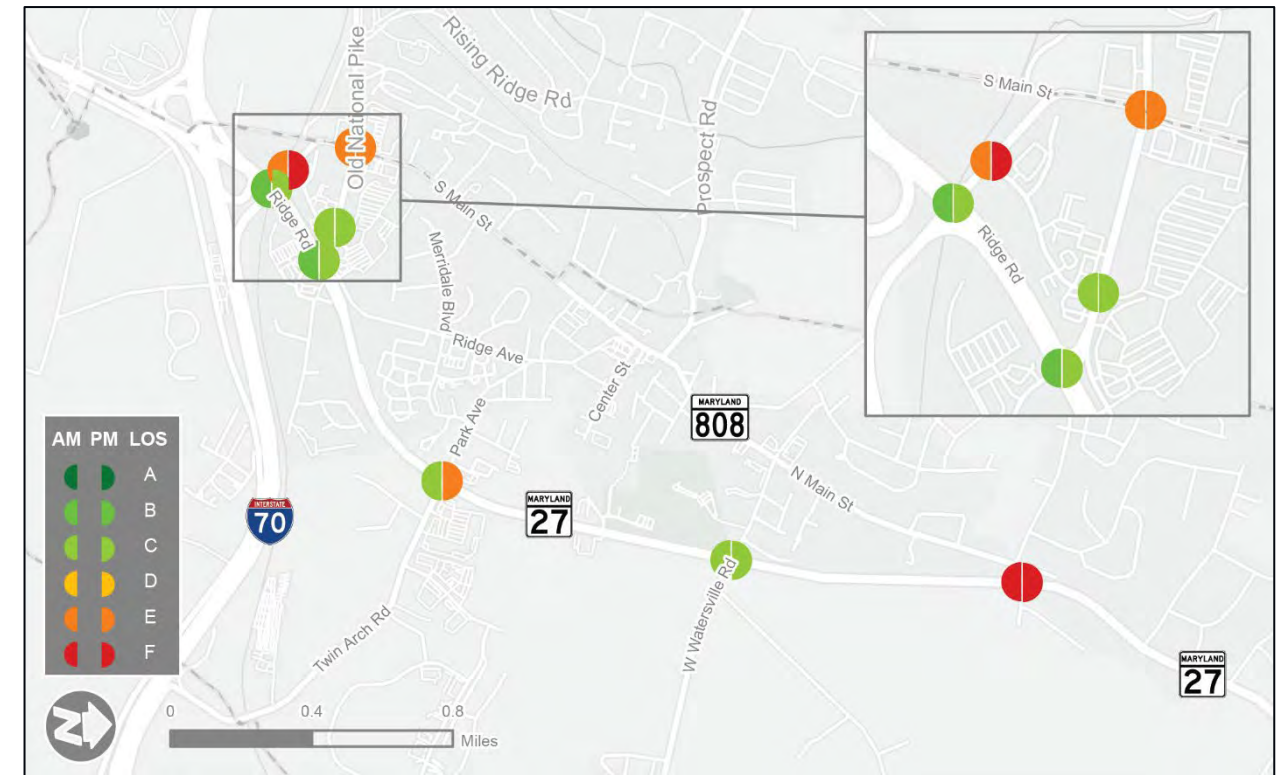 Old National Pike
Rising Ridge Rd
Prospect Rd
S Main St
Ridge Rd
S Main St
Ridge Rd
Merridale Blvd
Ridge Ave
Center St
Park Ave
MARYLAND
808
N Main St
MARYLAND
27
INTERSTATE
70
W Watersville Rd
Twin Arch Rd
MARYLAND
27
AM PM LOS
A
B
C
D
E
F
N
0 0.4 0.8
Miles